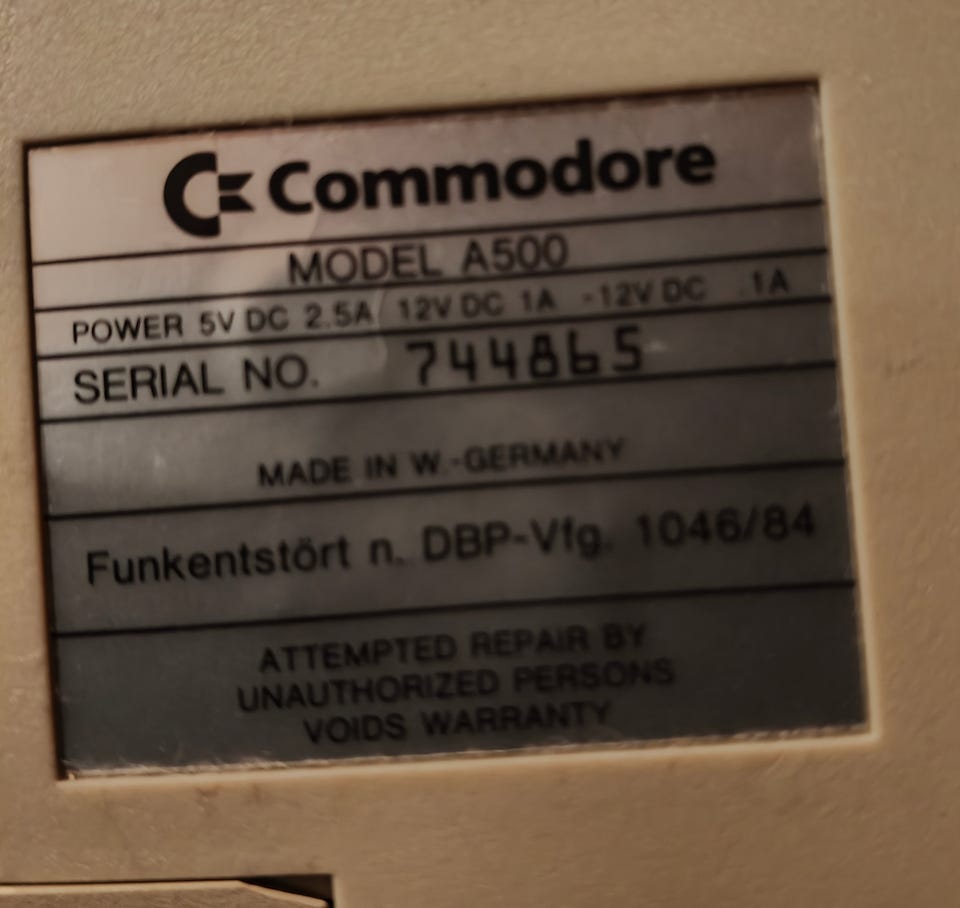 Commodore
MODEL A500
POWER 5V DC 2.5A 12V DC 1A -12V DC .1A
SERIAL NO. 744865
MADE IN W.-GERMANY
Funkentstört n. DBP-Vfg. 1046/84
ATTEMPTED REPAIR BY
UNAUTHORIZED PERSONS
VOIDS WARRANTY